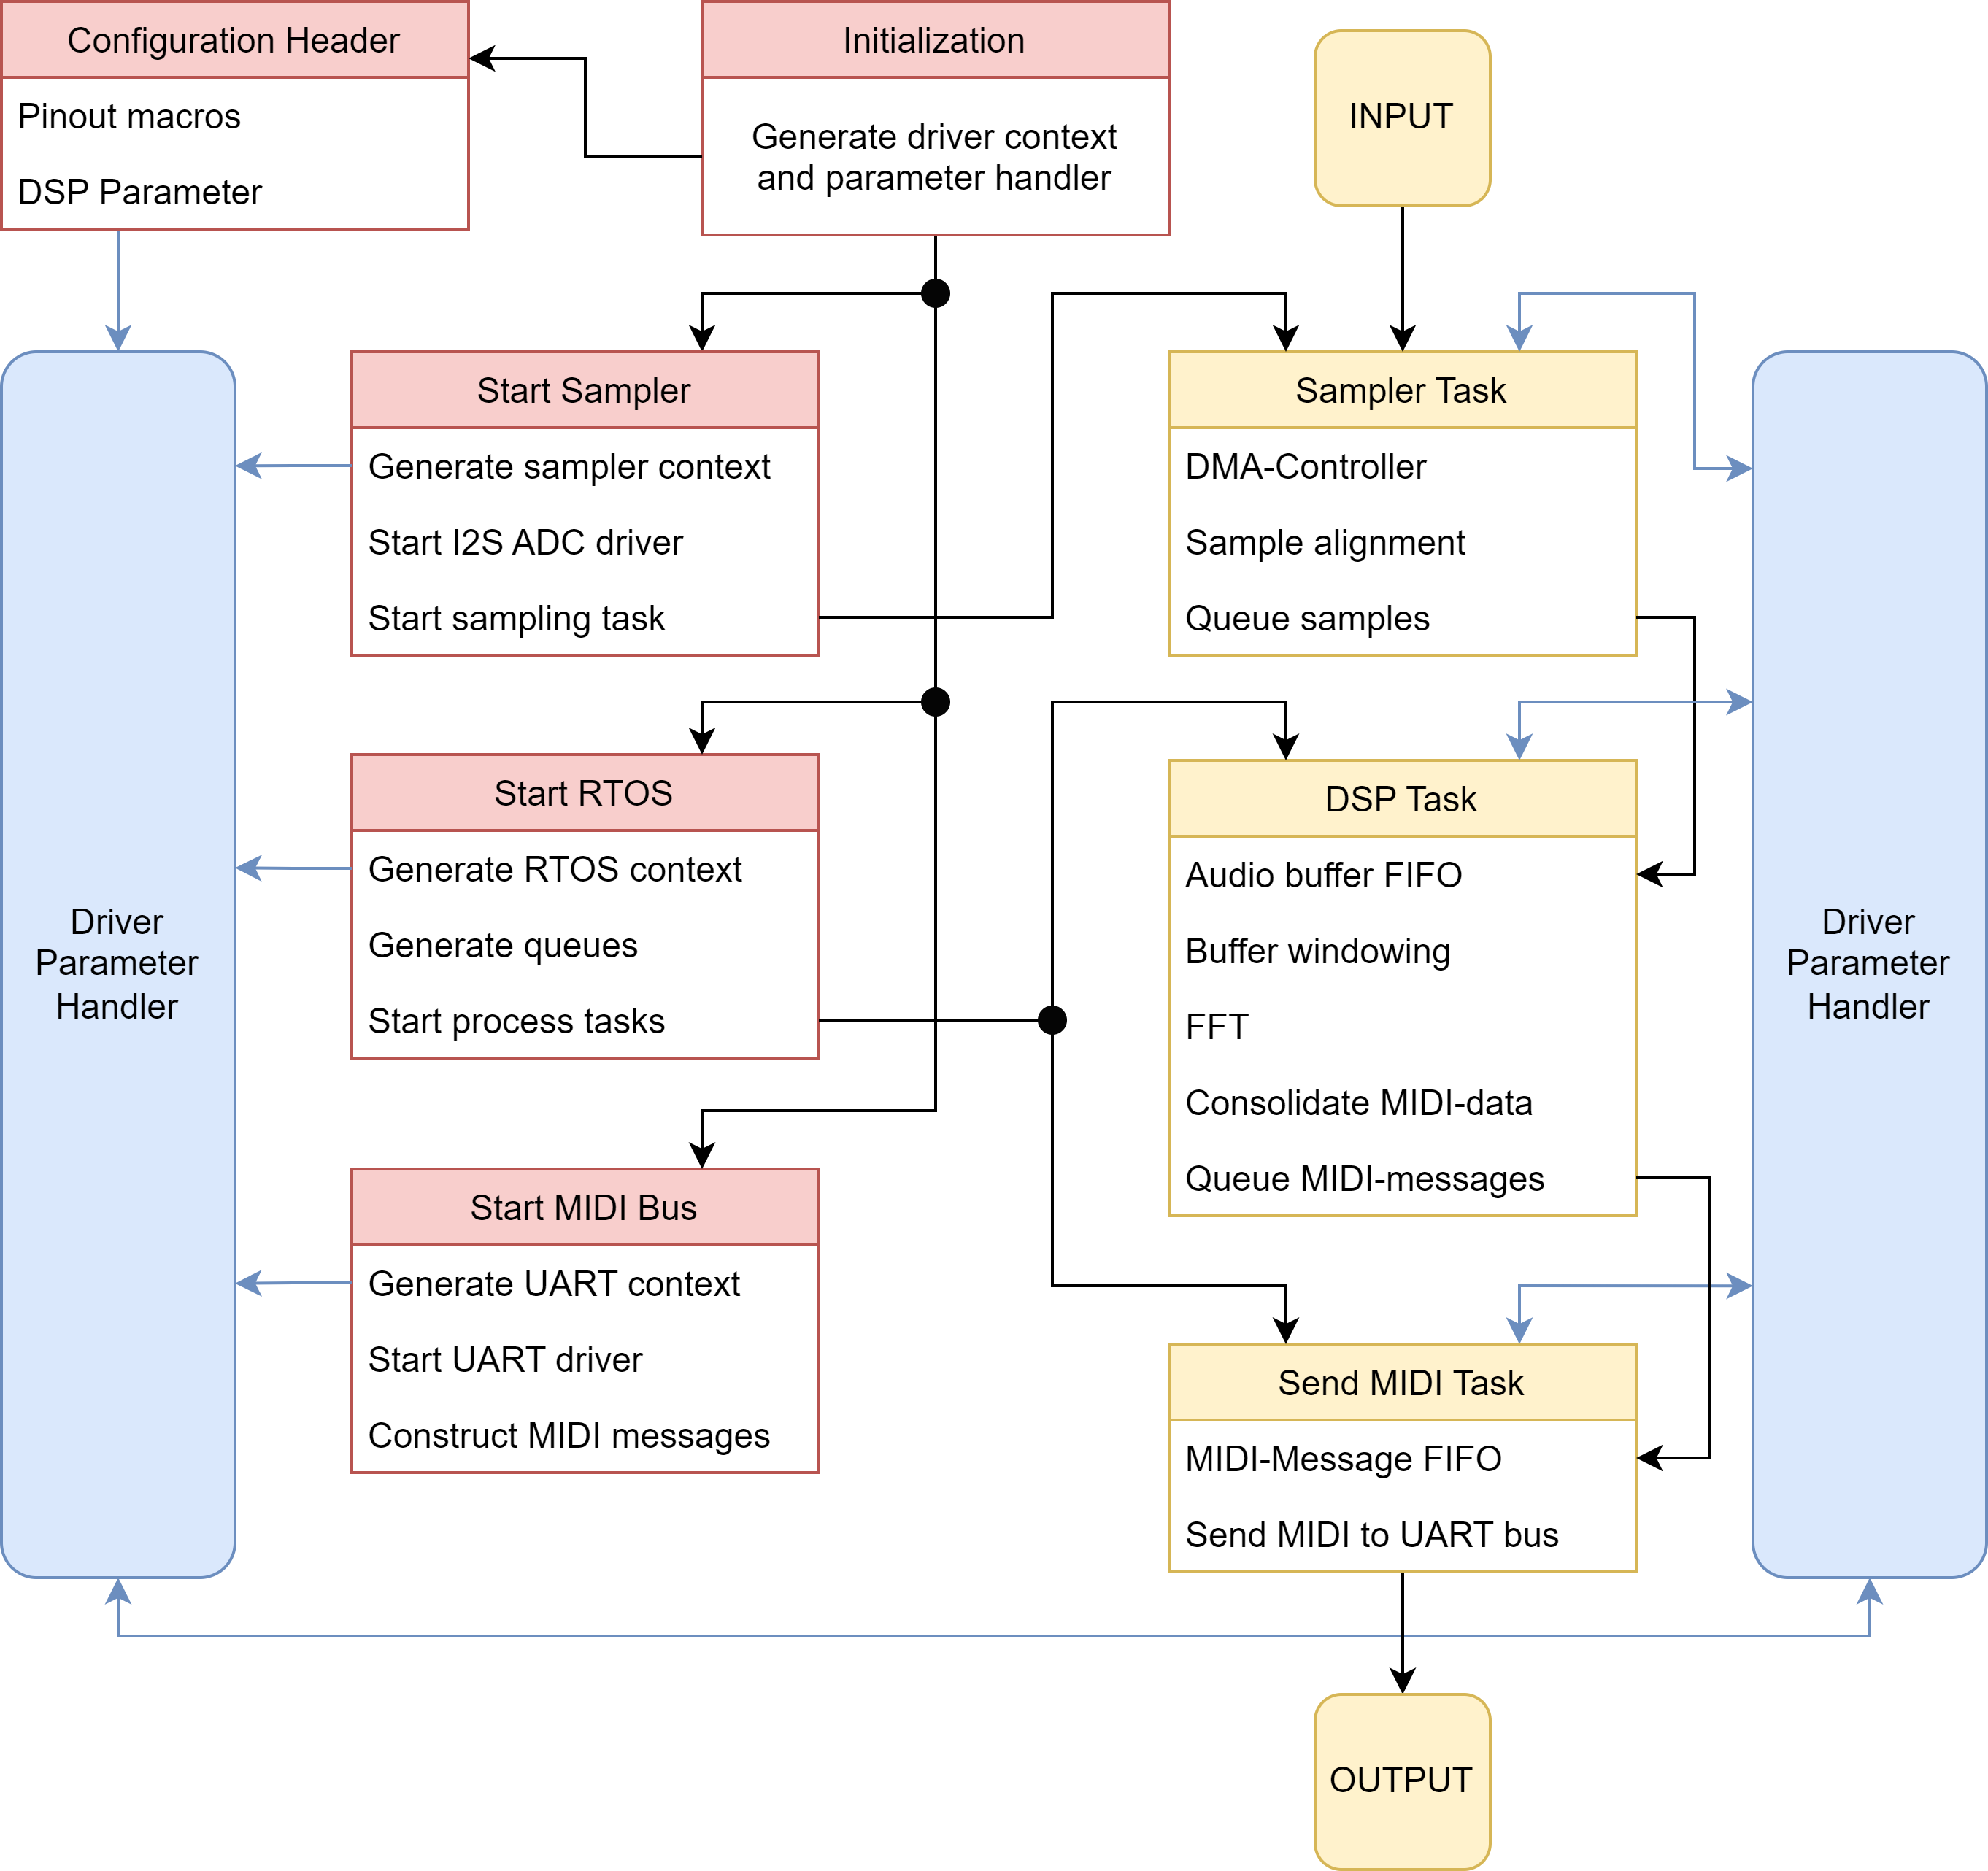 Configuration Header
Pinout macros
DSP Parameter
Initialization
Generate driver context
and parameter handler
INPUT
Driver
Parameter
Handler
Start Sampler
Generate sampler context
Start I2S ADC driver
Start sampling task
Start RTOS
Generate RTOS context
Generate queues
Start process tasks
Start MIDI Bus
Generate UART context
Start UART driver
Construct MIDI messages
Sampler Task
DMA-Controller
Sample alignment
Queue samples
DSP Task
Audio buffer FIFO
Buffer windowing
FFT
Consolidate MIDI-data
Queue MIDI-messages
Send MIDI Task
MIDI-Message FIFO
Send MIDI to UART bus
Driver
Parameter
Handler
OUTPUT